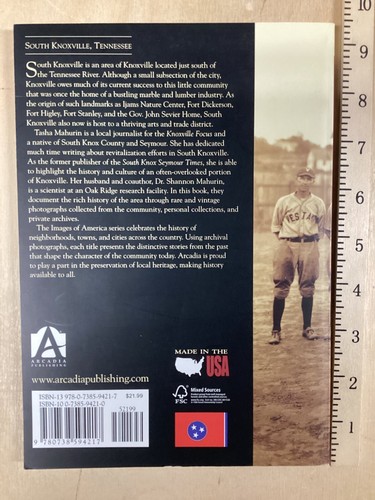 SOUTH KNOXVILLE, TENNESSEE
South Knoxville is an area of Knoxville located just south of
the Tennessee River. Although a small subsection of the city,
Knoxville owes much of its current success to this little community
that was once the home of a bustling marble and lumber industry. As
the origin of such landmarks as Ijams Nature Center, Fort Dickerson,
Fort Higley, Fort Stanley, and the Gov. John Sevier Home, South
Knoxville also now is host to a thriving arts and trade district.
Tasha Mahurin is a local journalist for the Knoxville Focus and
a native of South Knox County and Seymour. She has dedicated
much time writing about revitalization efforts in South Knoxville.
As the former publisher of the South Knox Seymour Times, she is able
to highlight the history and culture of an often-overlooked portion
of Knoxville. Her husband and coauthor, Dr. Shannon Mahurin,
is a scientist at an Oak Ridge research facility. In this book, they
document the rich history of the area through rare and vintage
photographs collected from the community, personal collections, and
private archives.
The Images of America series celebrates the history of
neighborhoods, towns, and cities across the country. Using archival
photographs, each title presents the distinctive stories from the past
that shape the character of the community today. Arcadia is proud
to play a part in the preservation of local heritage, making history
available to all.
A
ARCADIA
PUBLISHING
www.arcadiapublishing.com
MADE IN THE
USA
ISBN-13 978-0-7385-9421-7
ISBN-10 0-7385-9421-0
$21.99
52199
9 780738 594217
FSC
Mixed Sources
10
9
8
7
6
5
4
3
2
1